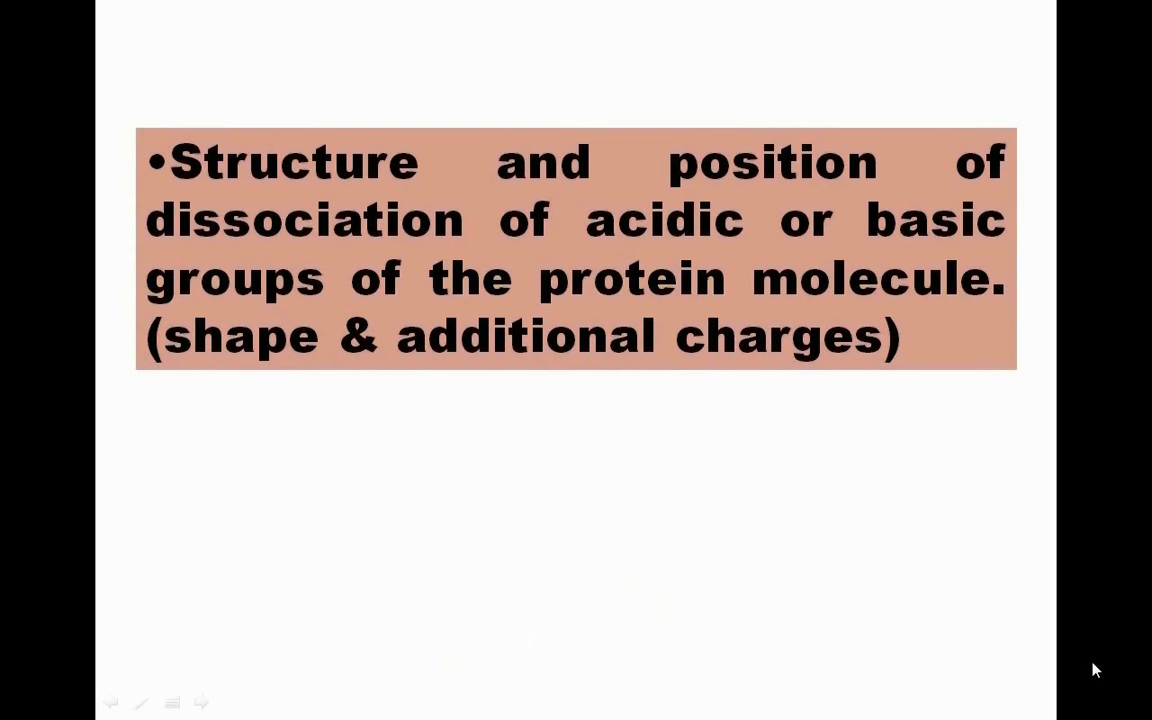 •Structure and position of
dissociation of acidic or basic
groups of the protein molecule.
(shape & additional charges)